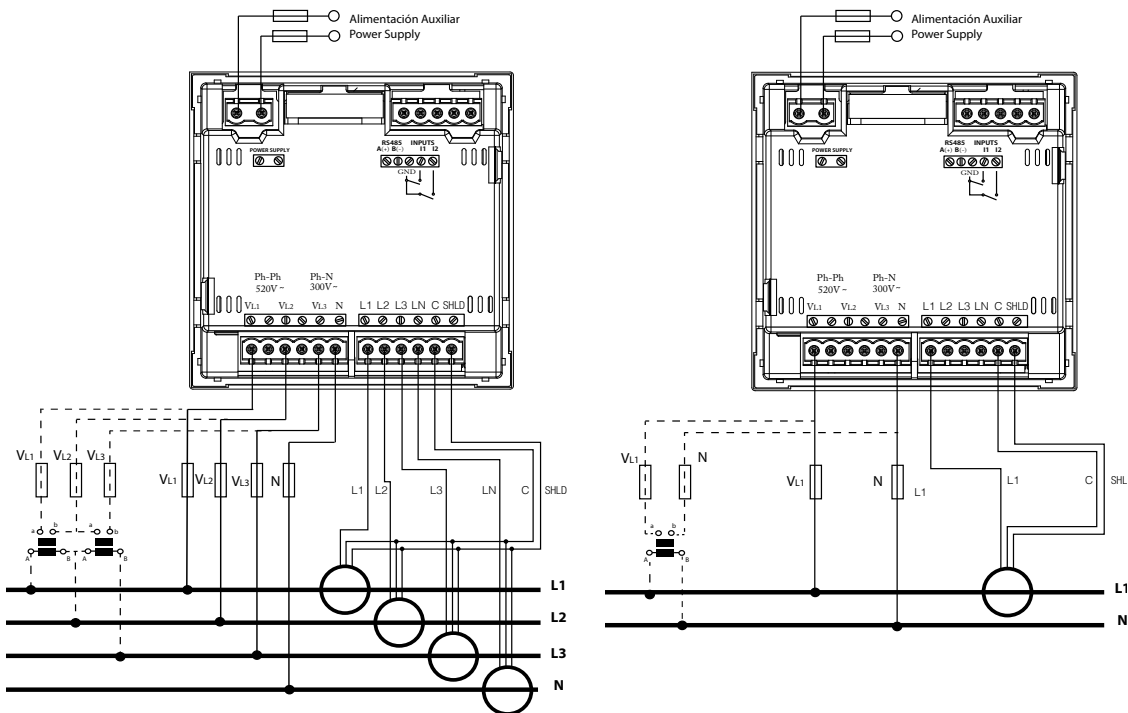 Alimentación Auxiliar
Power Supply
RS485 INPUTS
A(+) B(-) I1 I2
POWER SUPPLY
GND
Ph-Ph Ph-N
520V~ 300V~
VL1 VL2 VL3 N L1 L2 L3 LN C SHLD
VL1 VL2 VL3
VL1 VL2 VL3 N L1 L2 L3 LN C SHLD
a b a b
A B A B
L1
L2
L3
N
Alimentación Auxiliar
Power Supply
RS485 INPUTS
A(+) B(-) I1 I2
POWER SUPPLY
GND
Ph-Ph Ph-N
520V~ 300V~
VL1 VL2 VL3 N L1 L2 L3 LN C SHLD
VL1 N
VL1 N L1 L1 C SHL
a b
A B
L1
N